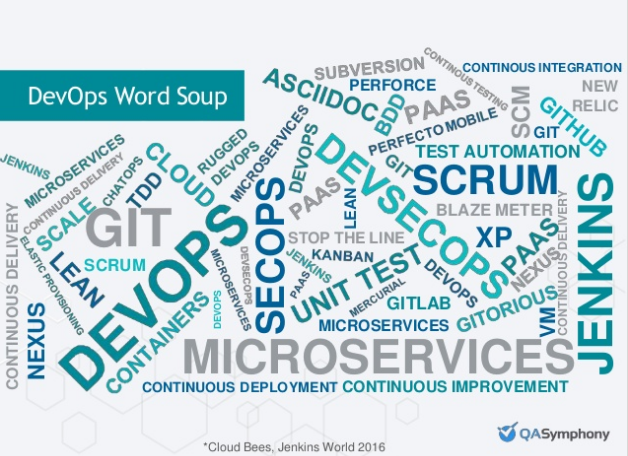 DevOps Word Soup
SUBVERSION
CONTINOUS TESTING
CONTINOUS INTEGRATION
ASCIIDOC
PERFORCE
NEW
RELIC
BDD
PAAS
SCM
GITHUB
PERFECTO MOBILE
GIT
JENKINS
MICROSERVICES
CONTINUOUS DELIVERY
CHATOPS
TDD
CLOUD
RUGGED
DEVOPS
MICROSERVICES
DEVOPS
DEVSECOPS
GIT
TEST AUTOMATION
SCRUM
PAAS
LEAN
BLAZE METER
CONTINUOUS DELIVERY
SCALE
GIT
DEVOPS
SECOPS
STOP THE LINE
XP
PAAS
JENKINS
CONTINUOUS DELIVERY
ELASTIC PROVISIONING
LEAN
SCRUM
MICROSERVICES
DEVSECOPS
JENKINS
KANBAN
UNIT TEST
DEVOPS
NEXUS
PAAS
MERCURIAL
GITLAB
GITORIOUS
VM
NEXUS
CONTAINERS
DEVOPS
MICROSERVICES
MICROSERVICES
CONTINUOUS DEPLOYMENT
CONTINUOUS IMPROVEMENT
QASymphony
*Cloud Bees, Jenkins World 2016